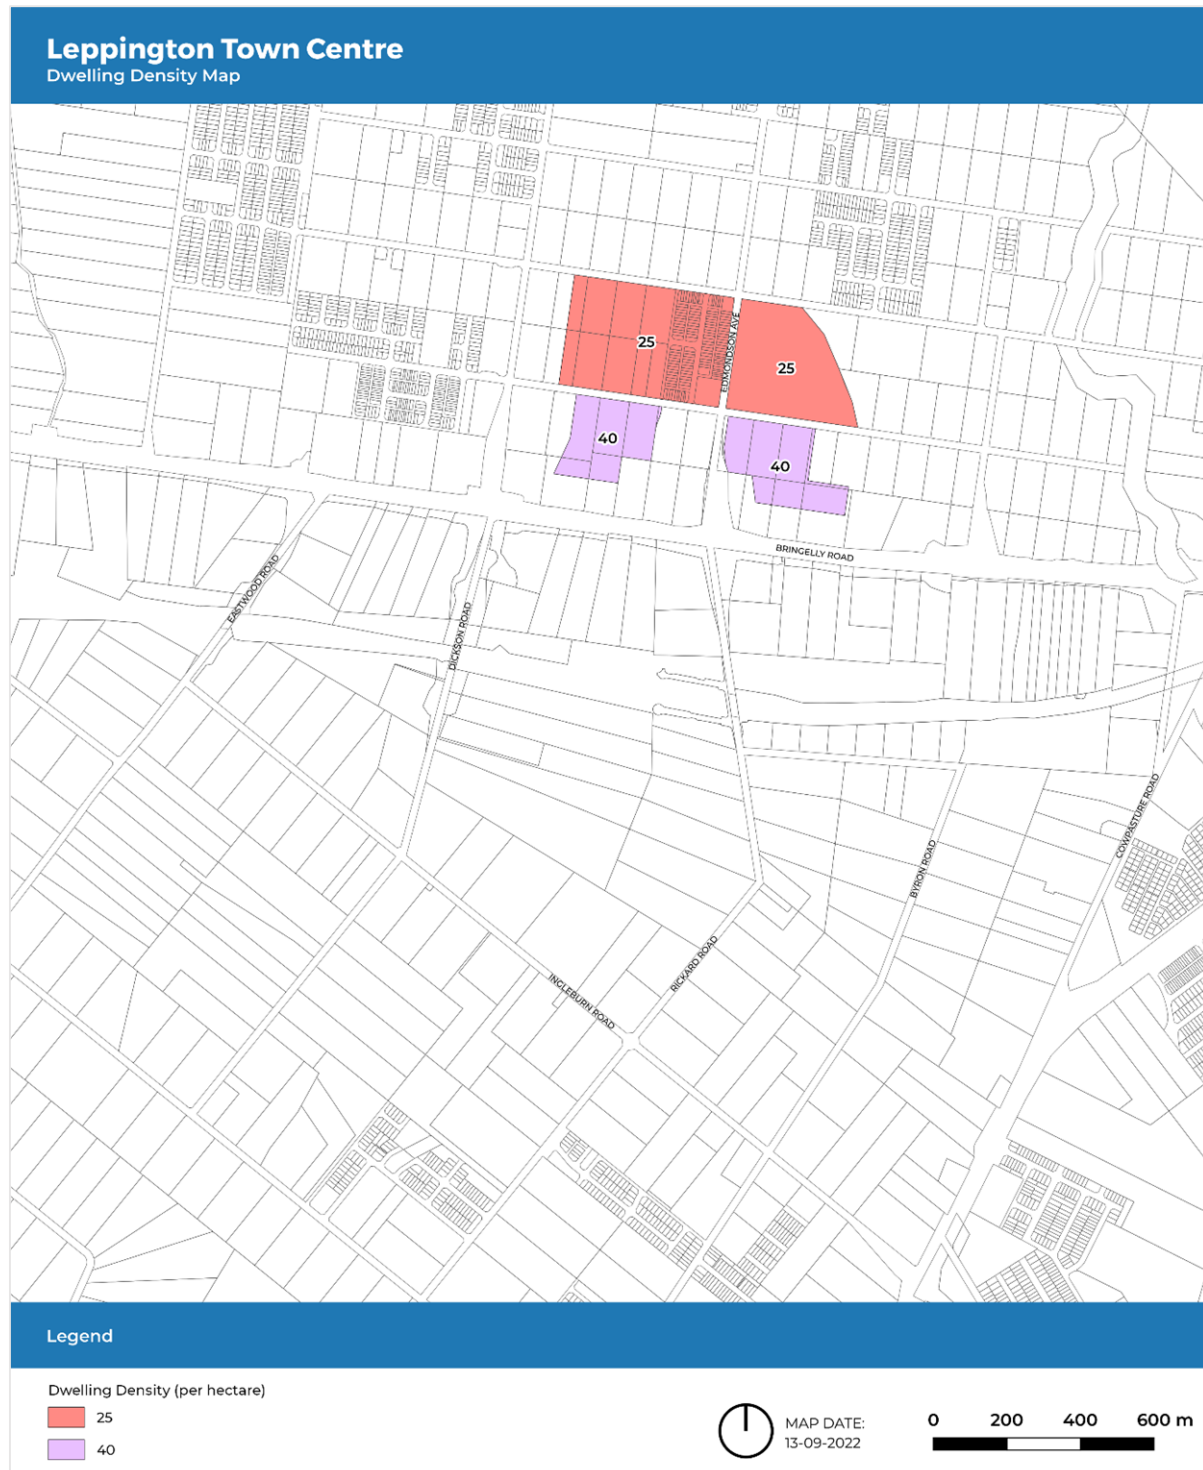 Leppington Town Centre
Dwelling Density Map
25
EDMONDSON AVE
25
40
40
BRINGELLY ROAD
EASTWOOD ROAD
DICKSON ROAD
COWPASTURE ROAD
BYRON ROAD
RICKARD ROAD
INGLEBURN ROAD
Legend
Dwelling Density (per hectare)
25
40
MAP DATE:
13-09-2022
0 200 400 600 m